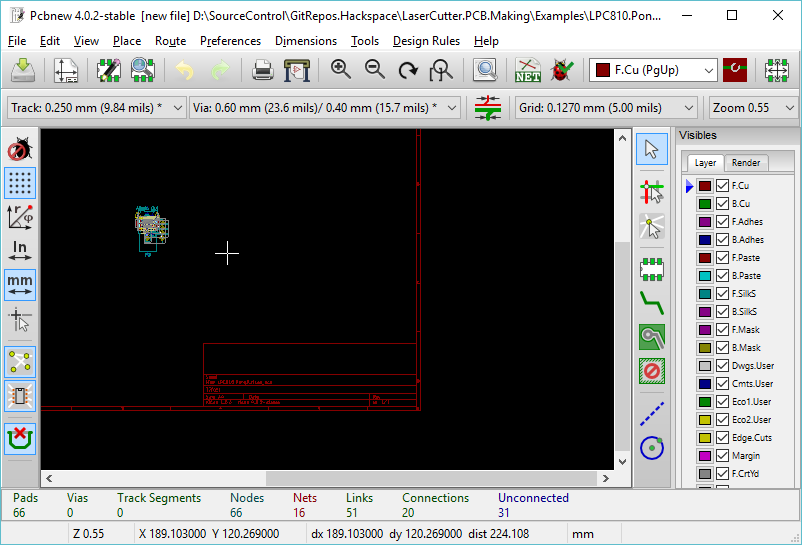 Pcbnew 4.0.2-stable [new file] D:\SourceControl\GitRepos.Hackspace\LaserCutter.PCB.Making\Examples\LPC810.Pon...
File Edit View Place Route Preferences Dimensions Tools Design Rules Help
NET
F.Cu (PgUp)
Track: 0.250 mm (9.84 mils) * Via: 0.60 mm (23.6 mils)/ 0.40 mm (15.7 mils) * Grid: 0.1270 mm (5.00 mils) Zoom 0.55
In
mm
Visibles
Layer Render
F.Cu
B.Cu
F.Adhes
B.Adhes
F.Paste
B.Paste
F.SilkS
B.SilkS
F.Mask
B.Mask
Dwgs.User
Cmts.User
Eco1.User
Eco2.User
Edge.Cuts
Margin
F.CrtYd
Pads Vias Track Segments Nodes Nets Links Connections Unconnected
66 0 0 66 16 51 20 31
Z 0.55 X 189.103000 Y 120.269000 dx 189.103000 dy 120.269000 dist 224.108 mm